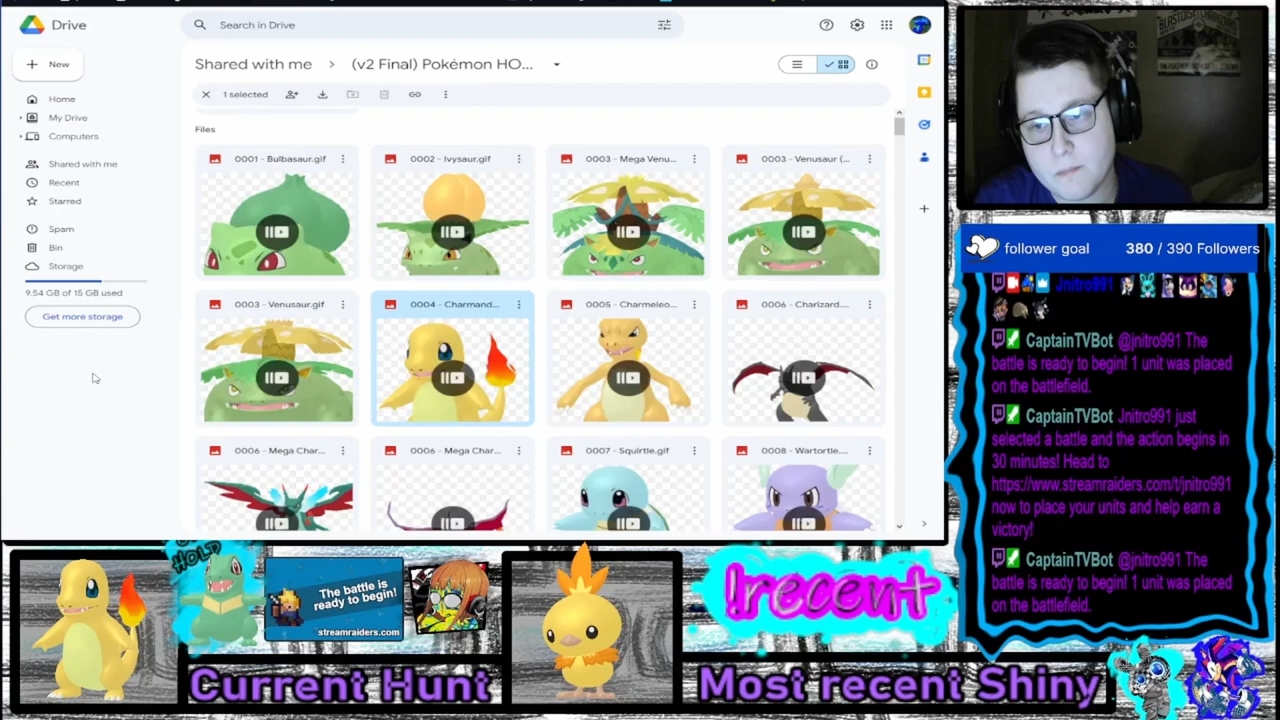 Drive
Search in Drive
New
Shared with me
(v2 Final) Pokémon HO...
1 selected
Home
My Drive
Computers
Shared with me
Recent
Starred
Spam
Bin
Storage
9.54 GB of 15 GB used
Get more storage
Files
0001 - Bulbasaur.gif
0002 - Ivysaur.gif
0003 - Mega Venu...
0003 - Venusaur (...
0003 - Venusaur.gif
0004 - Charmand...
0005 - Charmeleo...
0006 - Charizard....
0006 - Mega Char...
0006 - Mega Char...
0007 - Squirtle.gif
0008 - Wartortle....
follower goal
380 / 390 Followers
Jnitro991
CaptainTVBot @jnitro991 The
battle is ready to begin! 1 unit was placed
on the battlefield.
CaptainTVBot Jnitro991 just
selected a battle and the action begins in
30 minutes! Head to
https://www.streamraiders.com/t/jnitro991
now to place your units and help earn a
victory!
CaptainTVBot @jnitro991 The
battle is ready to begin! 1 unit was placed
on the battlefield.
HOLD
The battle is
ready to begin!
streamraiders.com
!recent
Current Hunt
Most recent Shiny